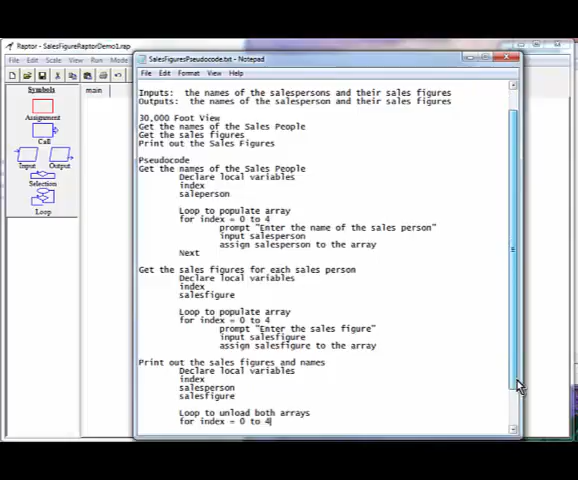 Raptor - SalesFigureRaptorDemo1.rap
File Edit Scale View Run Mode
Symbols
main
Assignment
Call
Input Output
Selection
Loop
SalesFiguresPseudocode.txt - Notepad
File Edit Format View Help
Inputs: the names of the salespersons and their sales figures
Outputs: the names of the salesperson and their sales figures
30,000 Foot View
Get the names of the Sales People
Get the sales figures
Print out the Sales Figures
Pseudocode
Get the names of the Sales People
Declare local variables
index
saleperson
Loop to populate array
for index = 0 to 4
prompt "Enter the name of the sales person"
input salesperson
assign salesperson to the array
Next
Get the sales figures for each sales person
Declare local variables
index
salesfigure
Loop to populate array
for index = 0 to 4
prompt "Enter the sales figure"
input salesfigure
assign salesfigure to the array
Print out the sales figures and names
Declare local variables
index
salesperson
salesfigure
Loop to unload both arrays
for index = 0 to 4